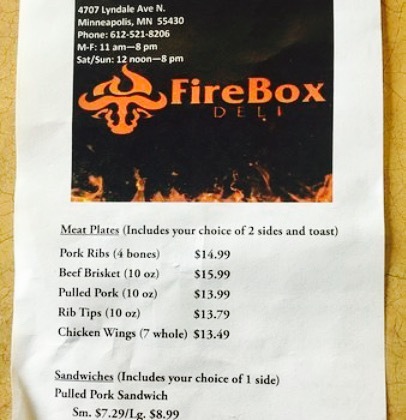 4707 Lyndale Ave N.
Minneapolis, MN  55430
Phone: 612-521-8206
M-F: 11 am—8 pm
Sat/Sun: 12 noon—8 pm
FireBox
DELI
Meat Plates (Includes your choice of 2 sides and toast)
Pork Ribs (4 bones) $14.99
Beef Brisket (10 oz) $15.99
Pulled Pork (10 oz) $13.99
Rib Tips (10 oz) $13.79
Chicken Wings (7 whole) $13.49
Sandwiches (Includes your choice of 1 side)
Pulled Pork Sandwich
Sm. $7.29/Lg. $8.99